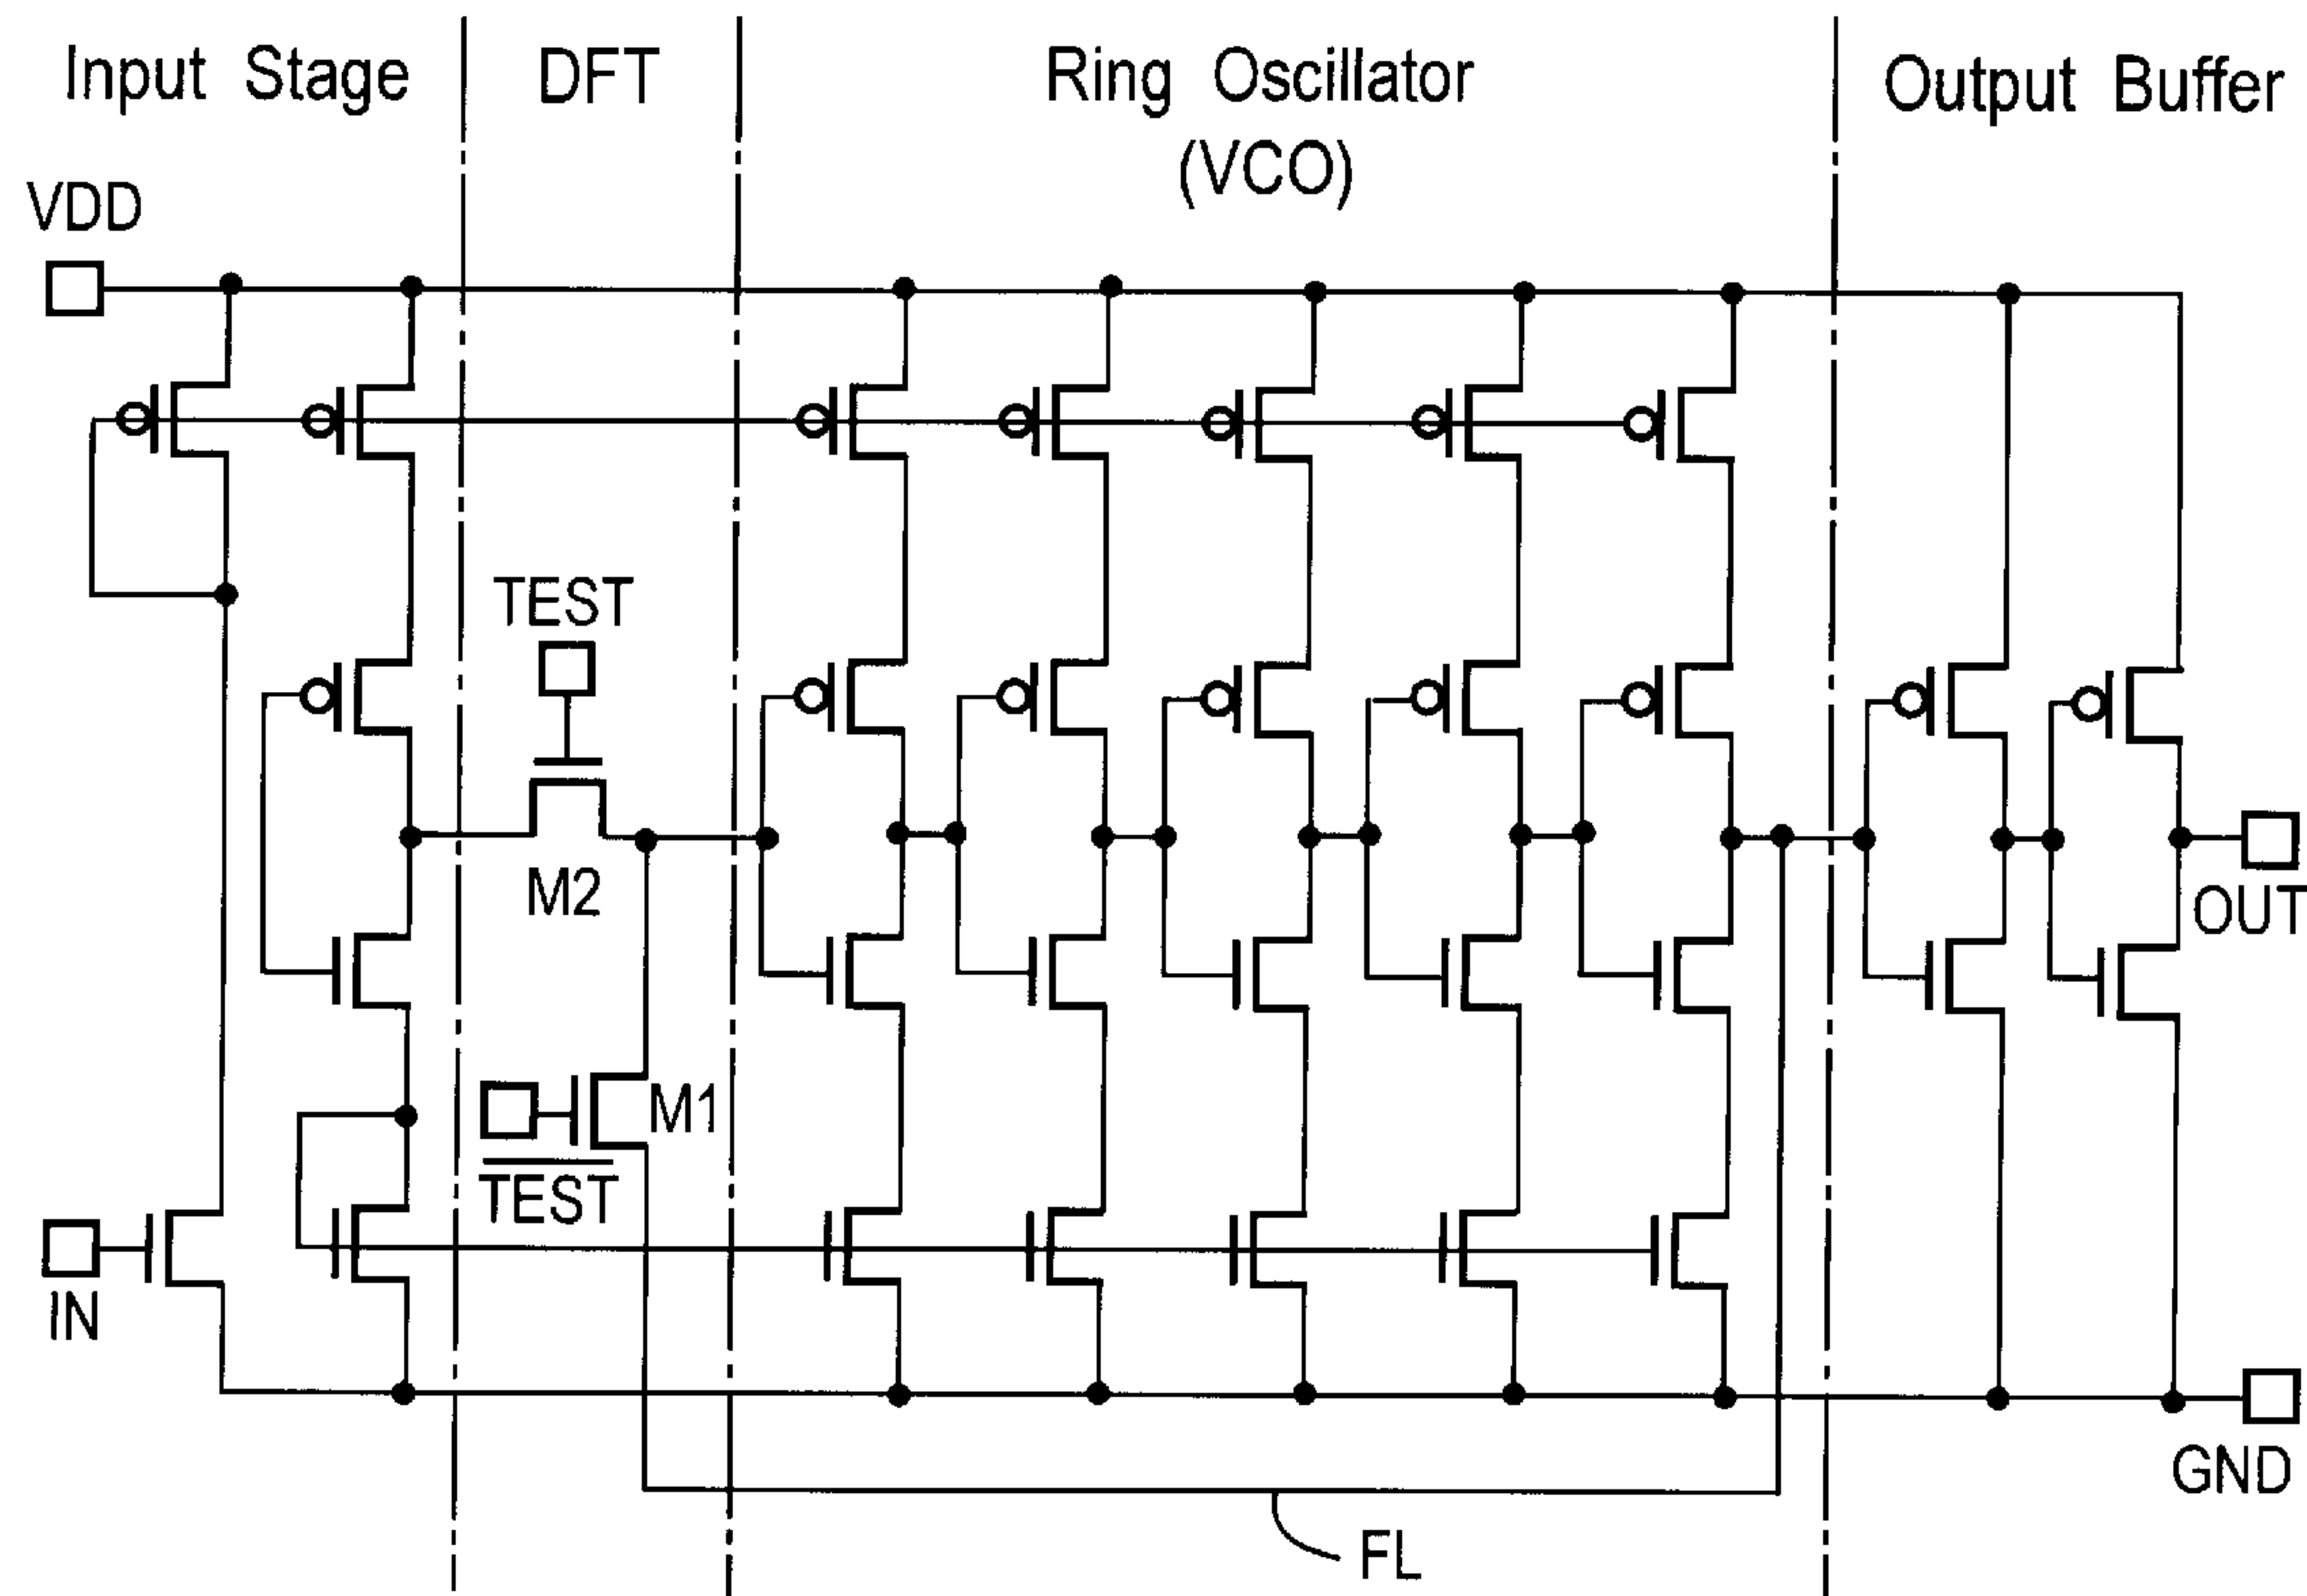 Input Stage
DFT
Ring Oscillator
(VCO)
Output Buffer
VDD
TEST
M2
M1
TEST
OUT
IN
GND
FL